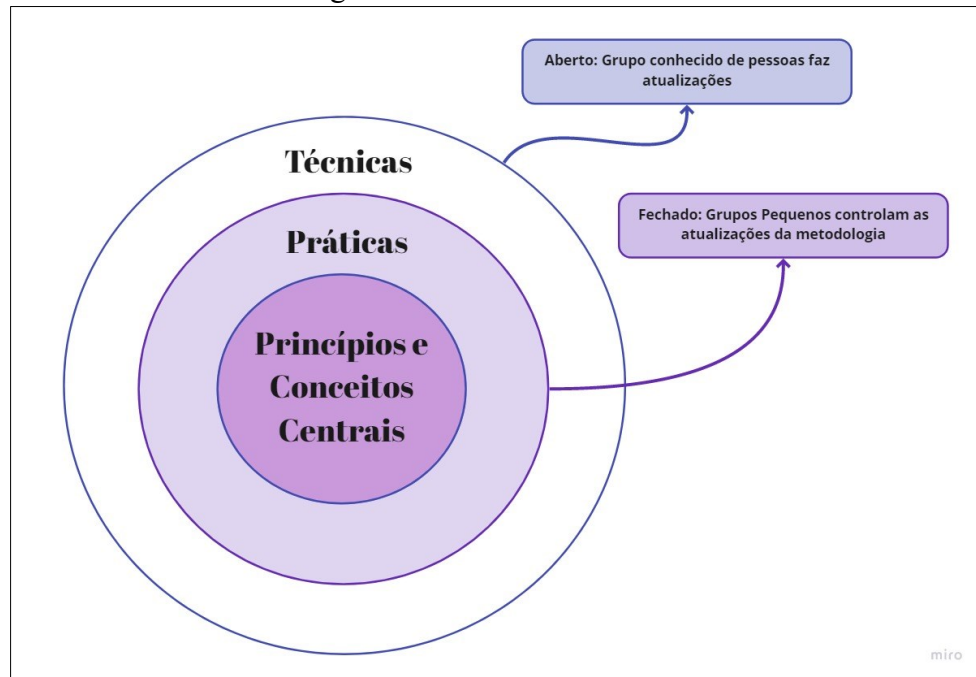 Aberto: Grupo conhecido de pessoas faz
atualizações
Técnicas
Fechado: Grupos Pequenos controlam as
atualizações da metodologia
Práticas
Princípios e
Conceitos
Centrais
miro